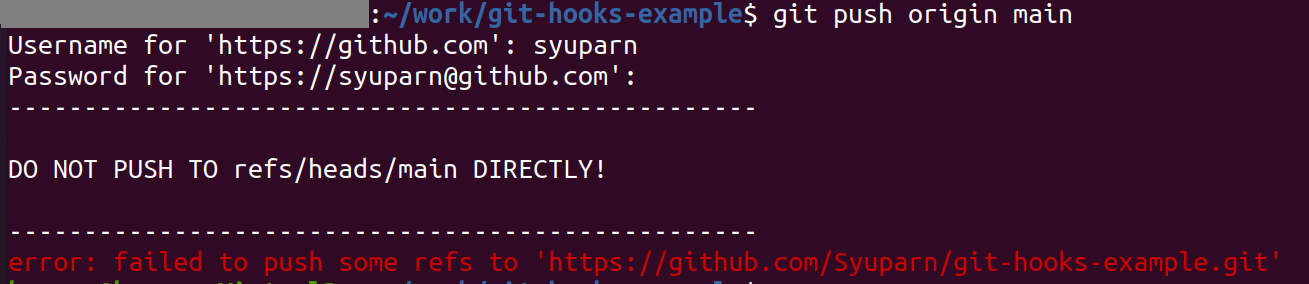 :~/work/git-hooks-example$ git push origin main
Username for 'https://github.com': syuparn
Password for 'https://syuparn@github.com':
--------------------------------------------------
DO NOT PUSH TO refs/heads/main DIRECTLY!
--------------------------------------------------
error: failed to push some refs to 'https://github.com/Syuparn/git-hooks-example.git'